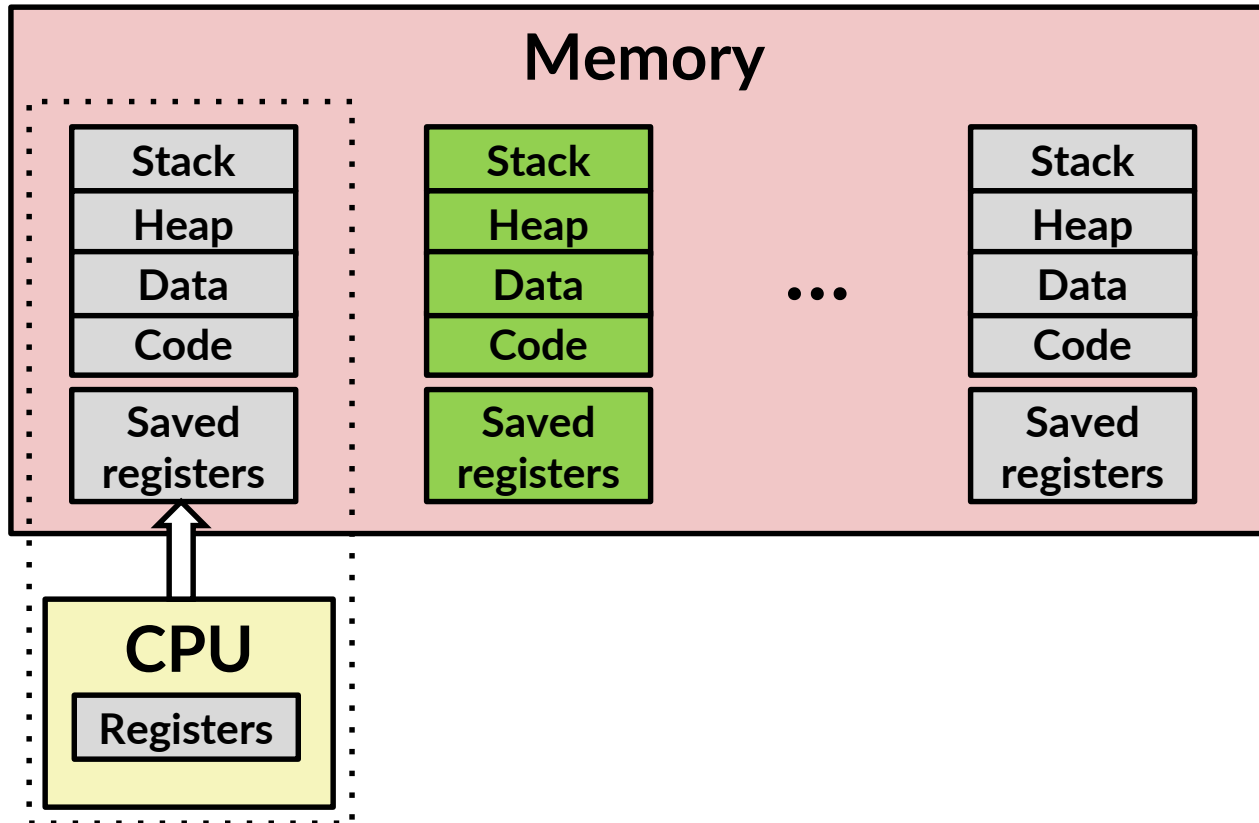 Memory
Stack
Heap
Data
Code
Saved
registers
Stack
Heap
Data
Code
Saved
registers
...
Stack
Heap
Data
Code
Saved
registers
CPU
Registers